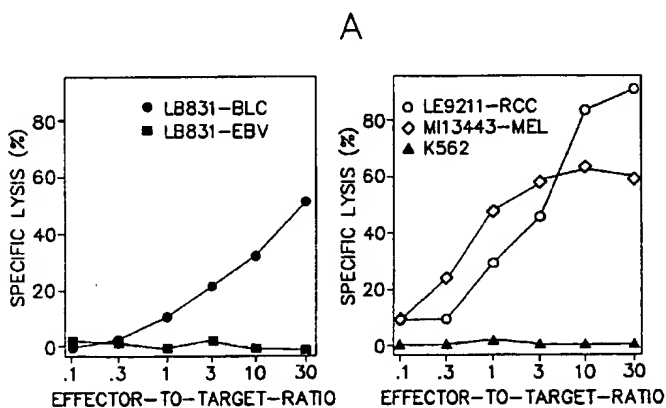 A
LB831-BLC
LB831-EBV
SPECIFIC LYSIS (%)
80
60
40
20
0
.1 .3 1 3 10 30
EFFECTOR-TO-TARGET-RATIO
LE9211-RCC
MI13443-MEL
K562
SPECIFIC LYSIS (%)
80
60
40
20
0
.1 .3 1 3 10 30
EFFECTOR-TO-TARGET-RATIO